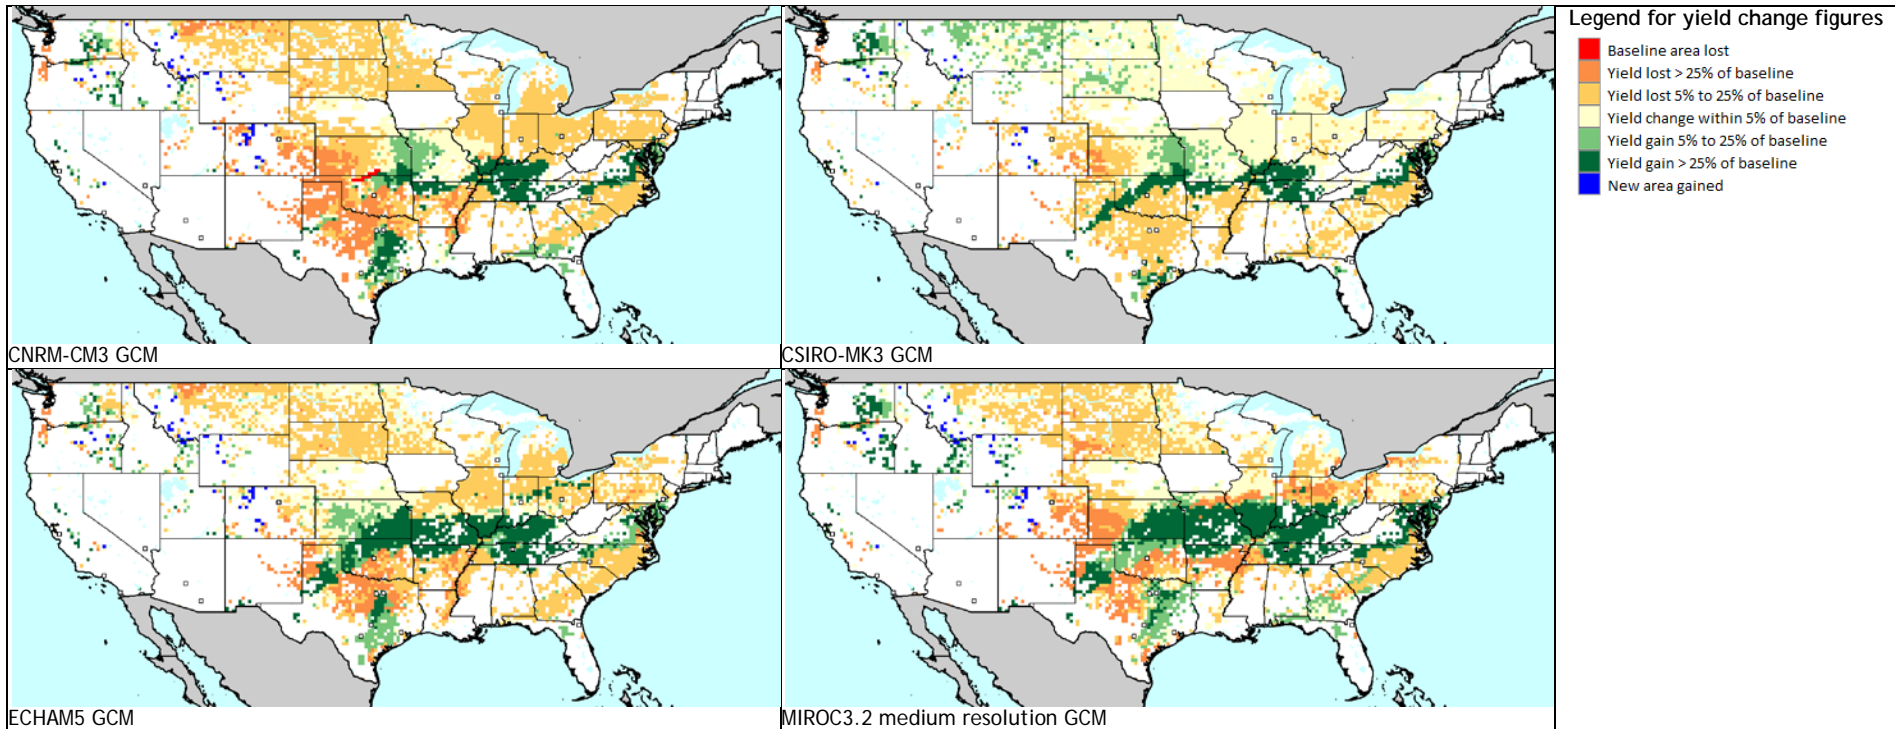 Legend for yield change figures
Baseline area lost
Yield lost > 25% of baseline
Yield lost 5% to 25% of baseline
Yield change within 5% of baseline
Yield gain 5% to 25% of baseline
Yield gain > 25% of baseline
New area gained
CNRM-CM3 GCM
CSIRO-MK3 GCM
ECHAM5 GCM
MIROC3.2 medium resolution GCM